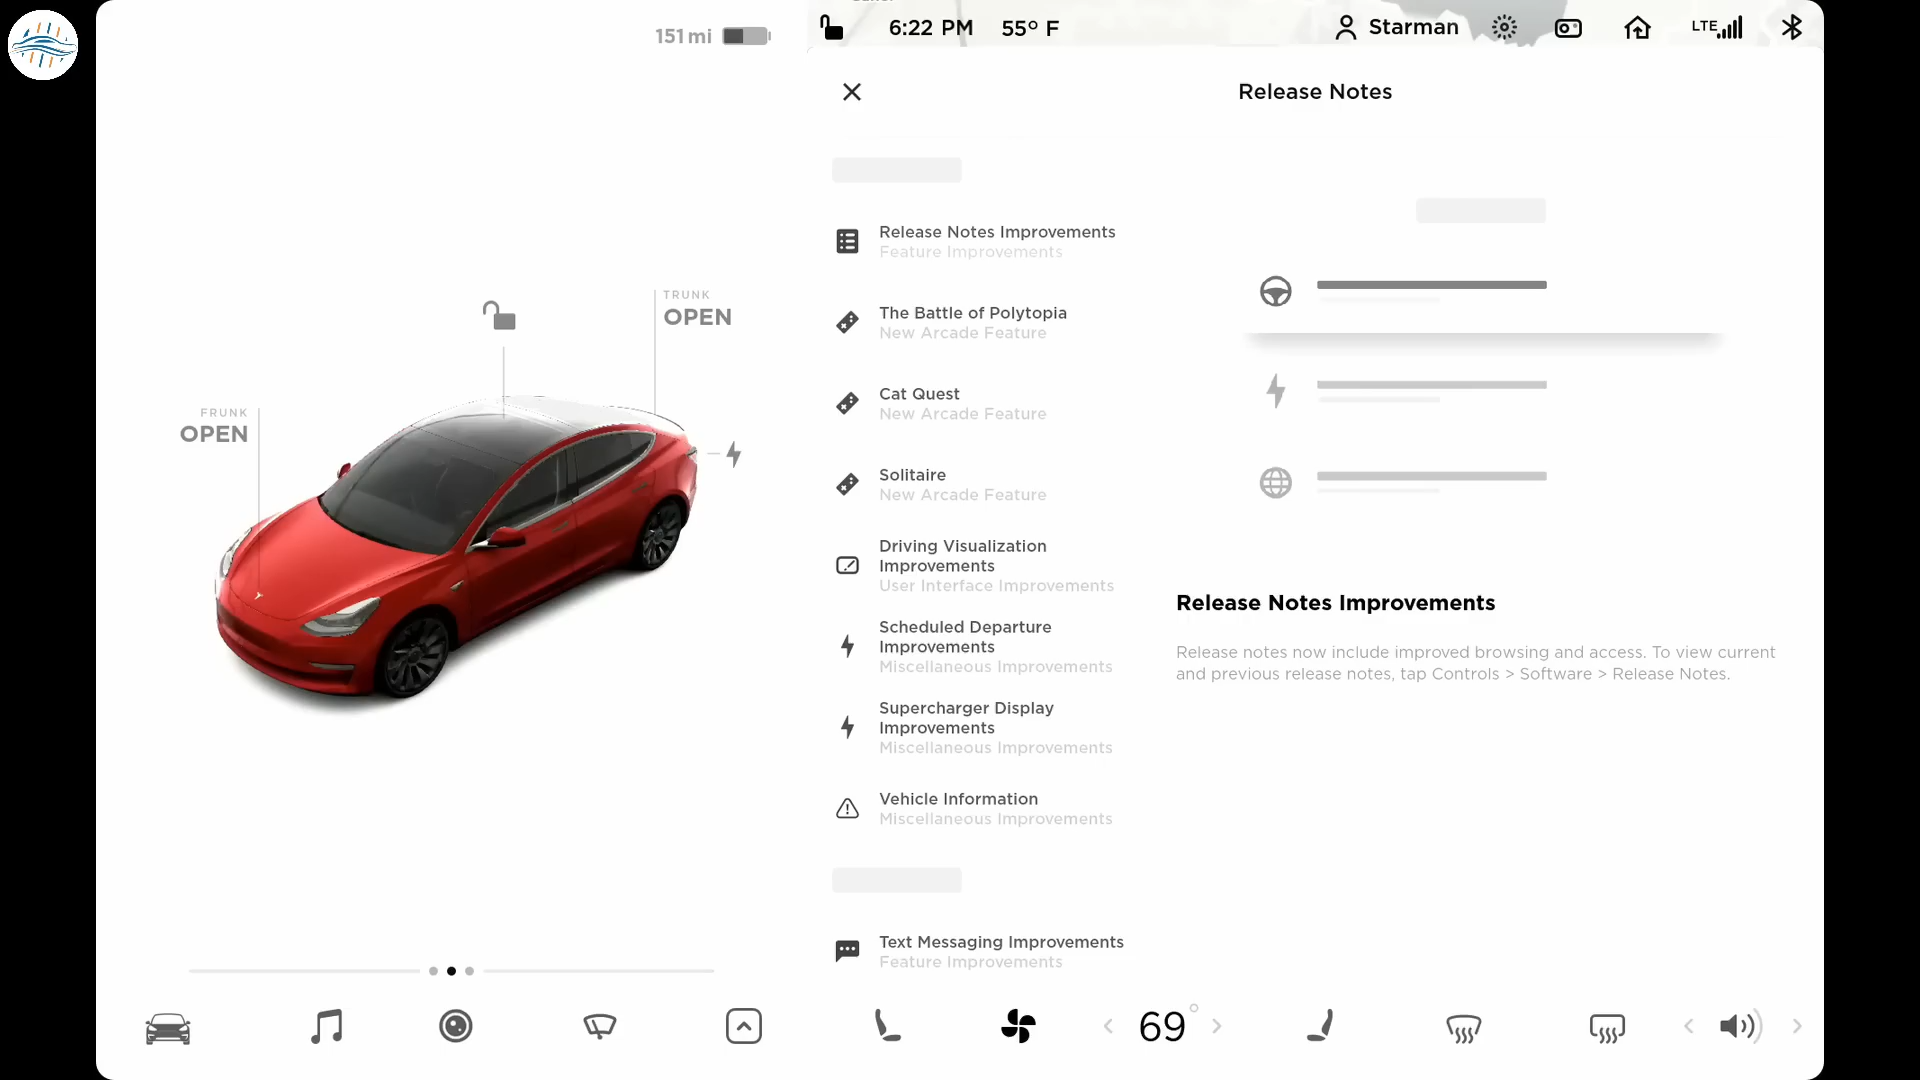 151 mi
6:22 PM
55° F
Starman
LTE
Release Notes
TRUNK
OPEN
FRUNK
OPEN
Release Notes Improvements
Feature Improvements
The Battle of Polytopia
New Arcade Feature
Cat Quest
New Arcade Feature
Solitaire
New Arcade Feature
Driving Visualization
Improvements
User Interface Improvements
Scheduled Departure
Improvements
Miscellaneous Improvements
Supercharger Display
Improvements
Miscellaneous Improvements
Vehicle Information
Miscellaneous Improvements
Text Messaging Improvements
Feature Improvements
Release Notes Improvements
Release notes now include improved browsing and access. To view current
and previous release notes, tap Controls > Software > Release Notes.
69°